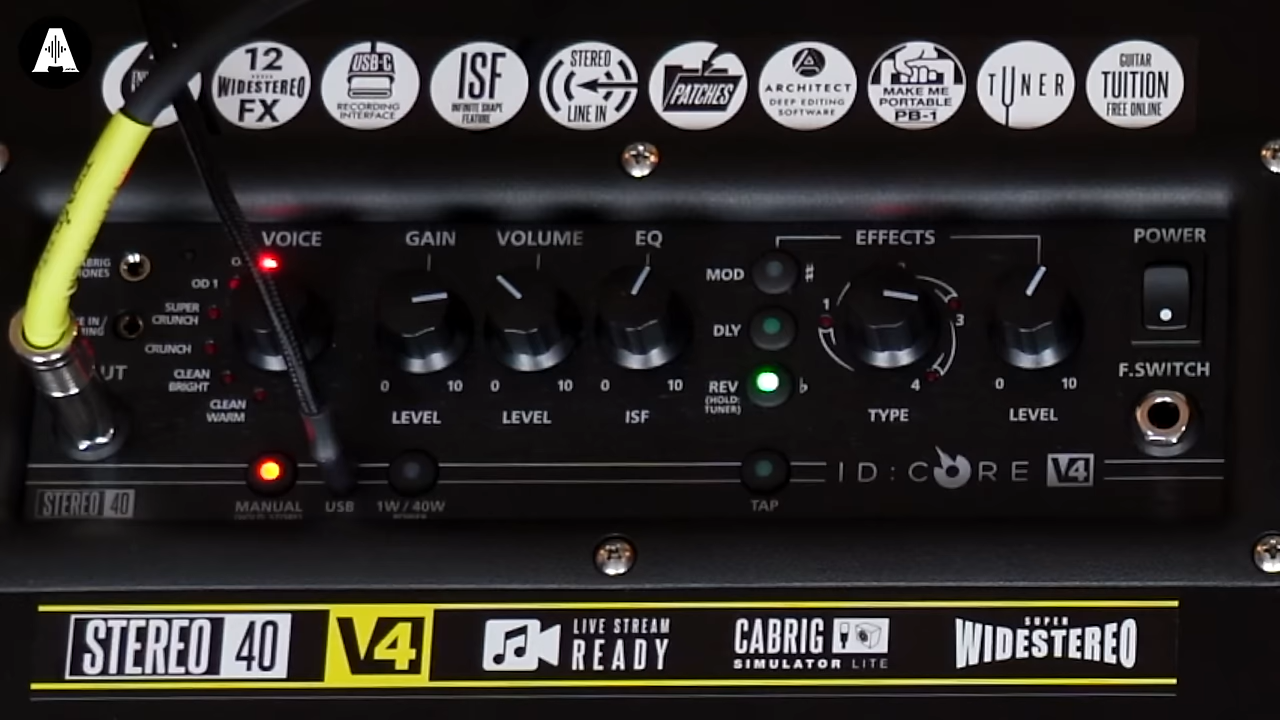 A
12
SUPER
WIDESTEREO
FX
USB-C
RECORDING
INTERFACE
ISF
INFINITE SHAPE
FEATURE
STEREO
LINE IN
PATCHES
ARCHITECT
DEEP EDITING
SOFTWARE
MAKE ME
PORTABLE
PB-1
TUNER
GUITAR
TUITION
FREE ONLINE
VOICE
GAIN
VOLUME
EQ
EFFECTS
POWER
OD 1
SUPER
CRUNCH
CRUNCH
CLEAN
BRIGHT
CLEAN
WARM
0 10
LEVEL
0 10
LEVEL
0 10
ISF
MOD
DLY
REV
(HOLD:
TUNER)
♯
♭
1
3
4
TYPE
0 10
LEVEL
F.SWITCH
STEREO 40
MANUAL
USB
1W / 40W
TAP
ID:CORE V4
STEREO 40
V4
LIVE STREAM
READY
CABRIG
SIMULATOR LITE
SUPER
WIDESTEREO